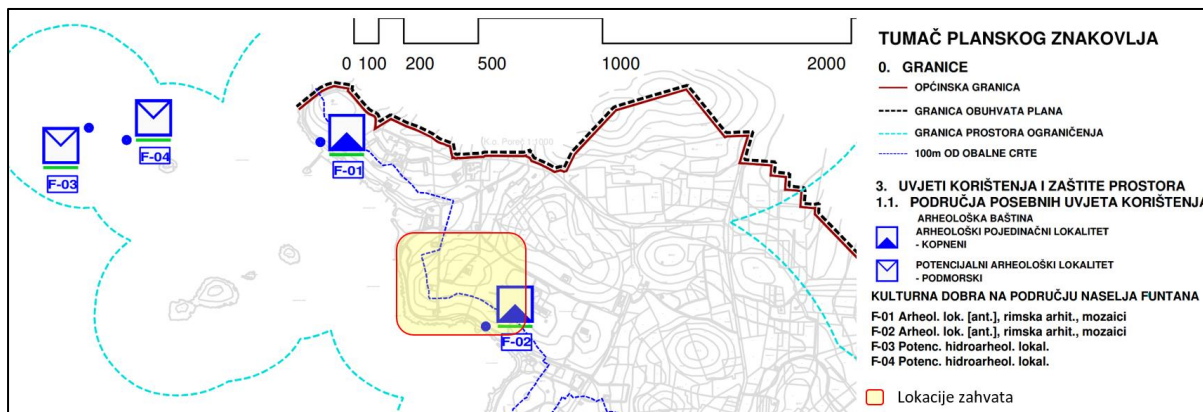 0 100 200 500 1000 2000
F-04
F-03
F-01
F-02
TUMAČ PLANSKOG ZNAKOVLJA
0. GRANICE
OPĆINSKA GRANICA
GRANICA OBUHVATA PLANA
GRANICA PROSTORA OGRANIČENJA
100m OD OBALNE CRTE
3. UVJETI KORIŠTENJA I ZAŠTITE PROSTORA
1.1. PODRUČJA POSEBNIH UVJETA KORIŠTENJA
ARHEOLOŠKA BAŠTINA
ARHEOLOŠKI POJEDINAČNI LOKALITET
- KOPNENI
POTENCIJALNI ARHEOLOŠKI LOKALITET
- PODMORSKI
KULTURNA DOBRA NA PODRUČJU NASELJA FUNTANA
F-01 Arheol. lok. [ant.], rimska arhit., mozaici
F-02 Arheol. lok. [ant.], rimska arhit., mozaici
F-03 Potenc. hidroarheol. lokal.
F-04 Potenc. hidroarheol. lokal.
Lokacije zahvata